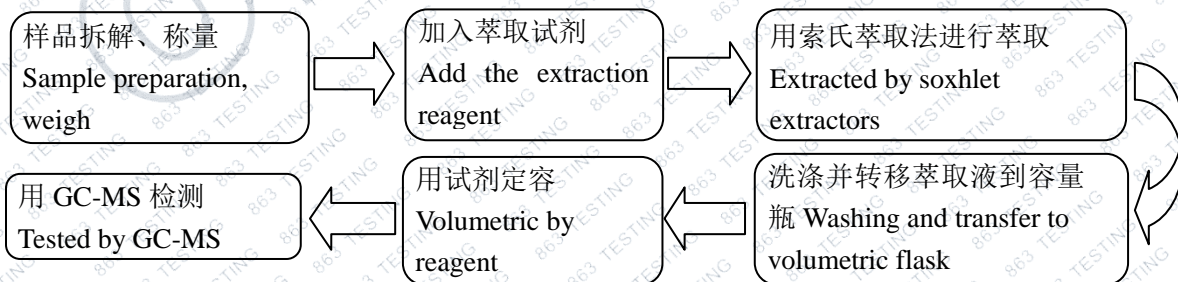 样品拆解、称量
Sample preparation,
weigh
加入萃取试剂
Add the extraction
reagent
用索氏萃取法进行萃取
Extracted by soxhlet
extractors
洗涤并转移萃取液到容量
瓶 Washing and transfer to
volumetric flask
用试剂定容
Volumetric by
reagent
用 GC-MS 检测
Tested by GC-MS
863 TESTING